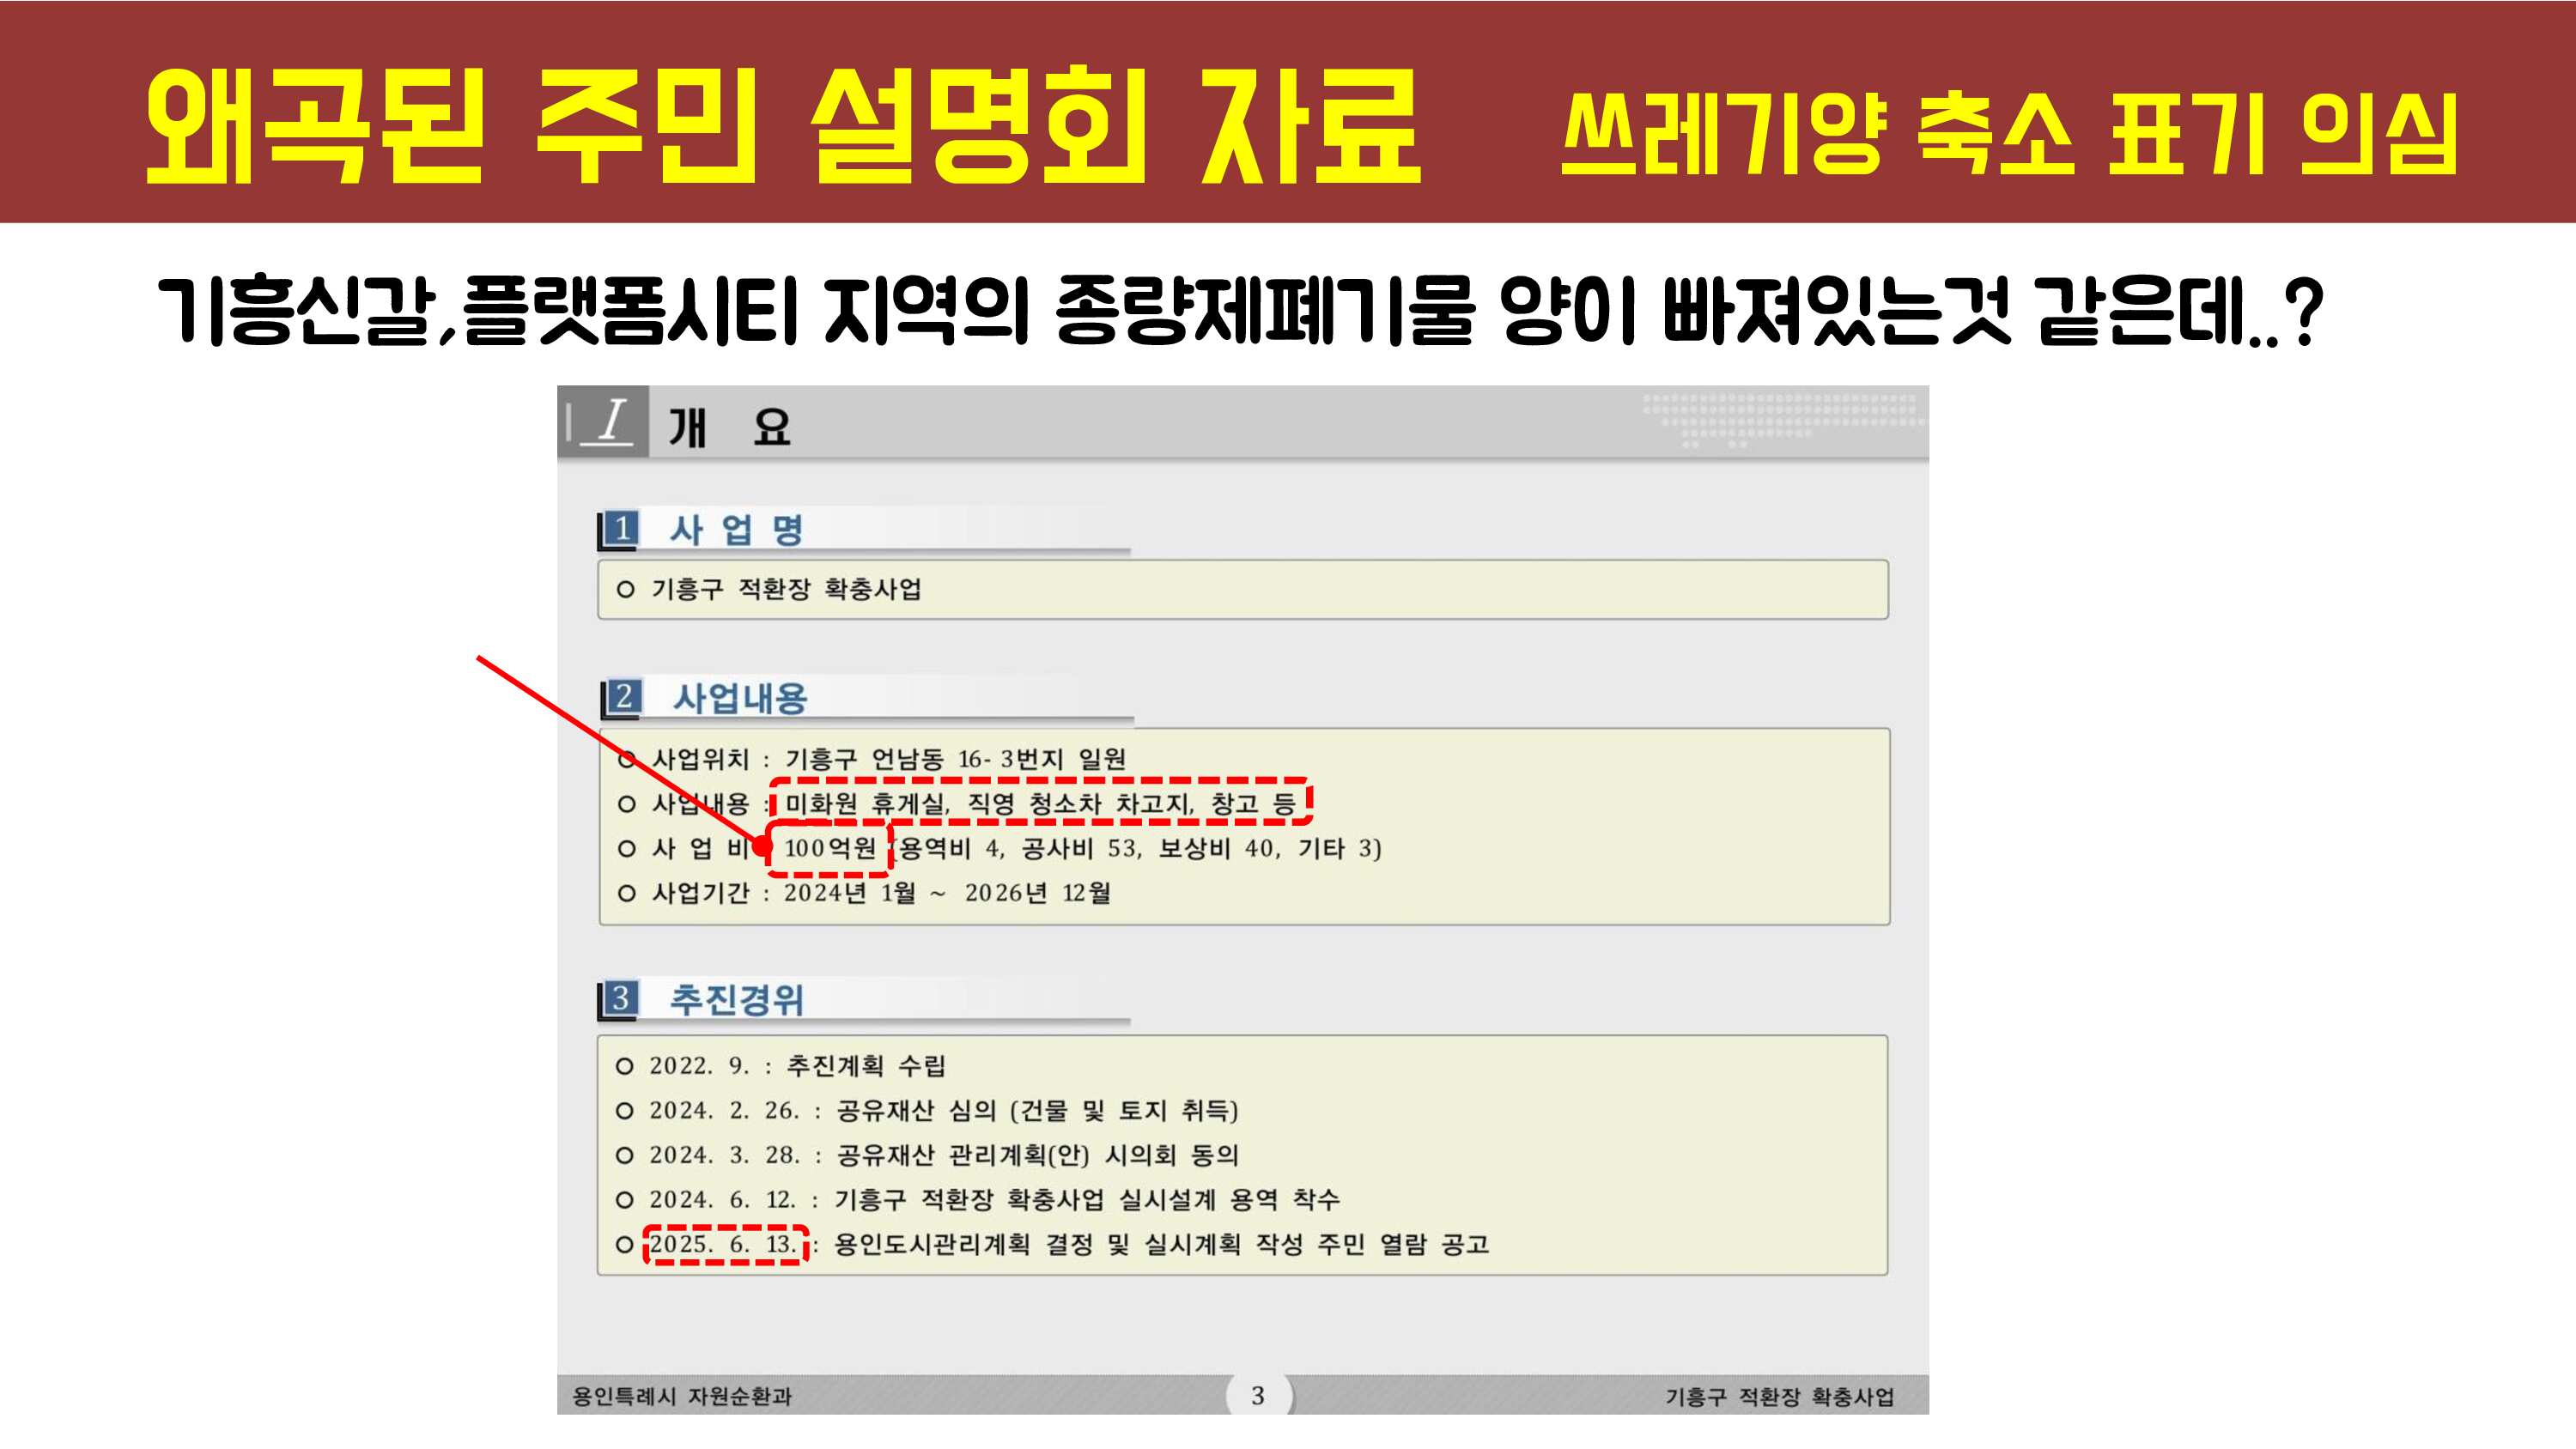 왜곡된 주민 설명회 자료 쓰레기양 축소 표기 의심
기흥신갈,플랫폼시티 지역의 종량제폐기물 양이 빠져있는것 같은데..?
I 개 요
1 사 업 명
○ 기흥구 적환장 확충사업
2 사업내용
○ 사업위치 : 기흥구 언남동 16- 3번지 일원
○ 사업내용 : 미화원 휴게실, 직영 청소차 차고지, 창고 등
○ 사 업 비 100억원 (용역비 4, 공사비 53, 보상비 40, 기타 3)
○ 사업기간 : 2024년 1월 ~ 2026년 12월
3 추진경위
○ 2022. 9. : 추진계획 수립
○ 2024. 2. 26. : 공유재산 심의 (건물 및 토지 취득)
○ 2024. 3. 28. : 공유재산 관리계획(안) 시의회 동의
○ 2024. 6. 12. : 기흥구 적환장 확충사업 실시설계 용역 착수
○ 2025. 6. 13. : 용인도시관리계획 결정 및 실시계획 작성 주민 열람 공고
용인특례시 자원순환과
3
기흥구 적환장 확충사업